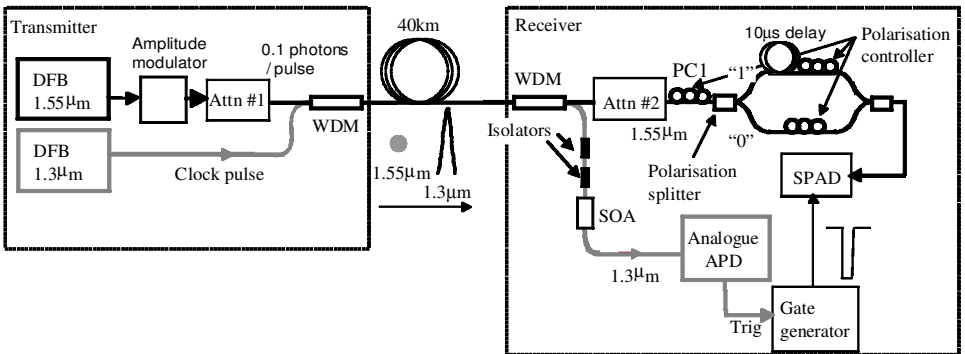 Transmitter
DFB
1.55μm
Amplitude
modulator
Attn #1
0.1 photons
/pulse
WDM
DFB
1.3μm
Clock pulse
40km
1.55μm
1.3μm
Receiver
WDM
Attn #2
1.55μm
PC1
"1"
"0"
10μs delay
Polarisation
controller
Isolators
Polarisation
splitter
SPAD
SOA
1.3μm
Analogue
APD
Trig
Gate
generator